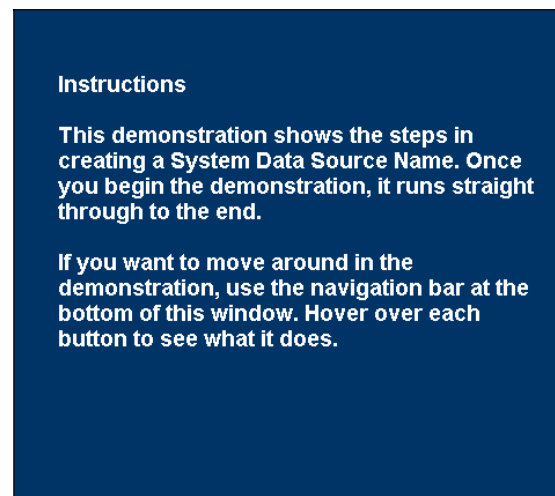 Instructions
This demonstration shows the steps in
creating a System Data Source Name. Once
you begin the demonstration, it runs straight
through to the end.
If you want to move around in the
demonstration, use the navigation bar at the
bottom of this window. Hover over each
button to see what it does.